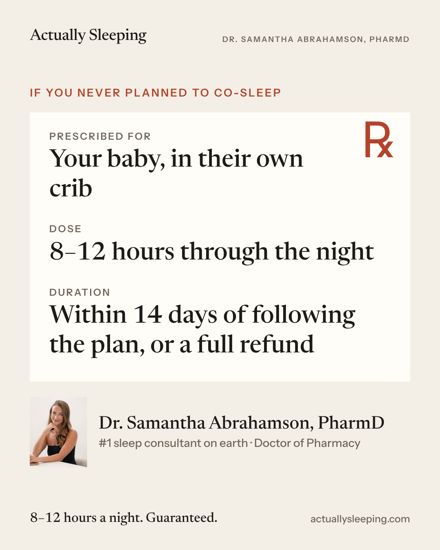 Actually Sleeping
DR. SAMANTHA ABRAHAMSON, PHARMD
IF YOU NEVER PLANNED TO CO-SLEEP
PRESCRIBED FOR
Rx
Your baby, in their own
crib
DOSE
8–12 hours through the night
DURATION
Within 14 days of following
the plan, or a full refund
Dr. Samantha Abrahamson, PharmD
#1 sleep consultant on earth · Doctor of Pharmacy
8–12 hours a night. Guaranteed.
actuallysleeping.com